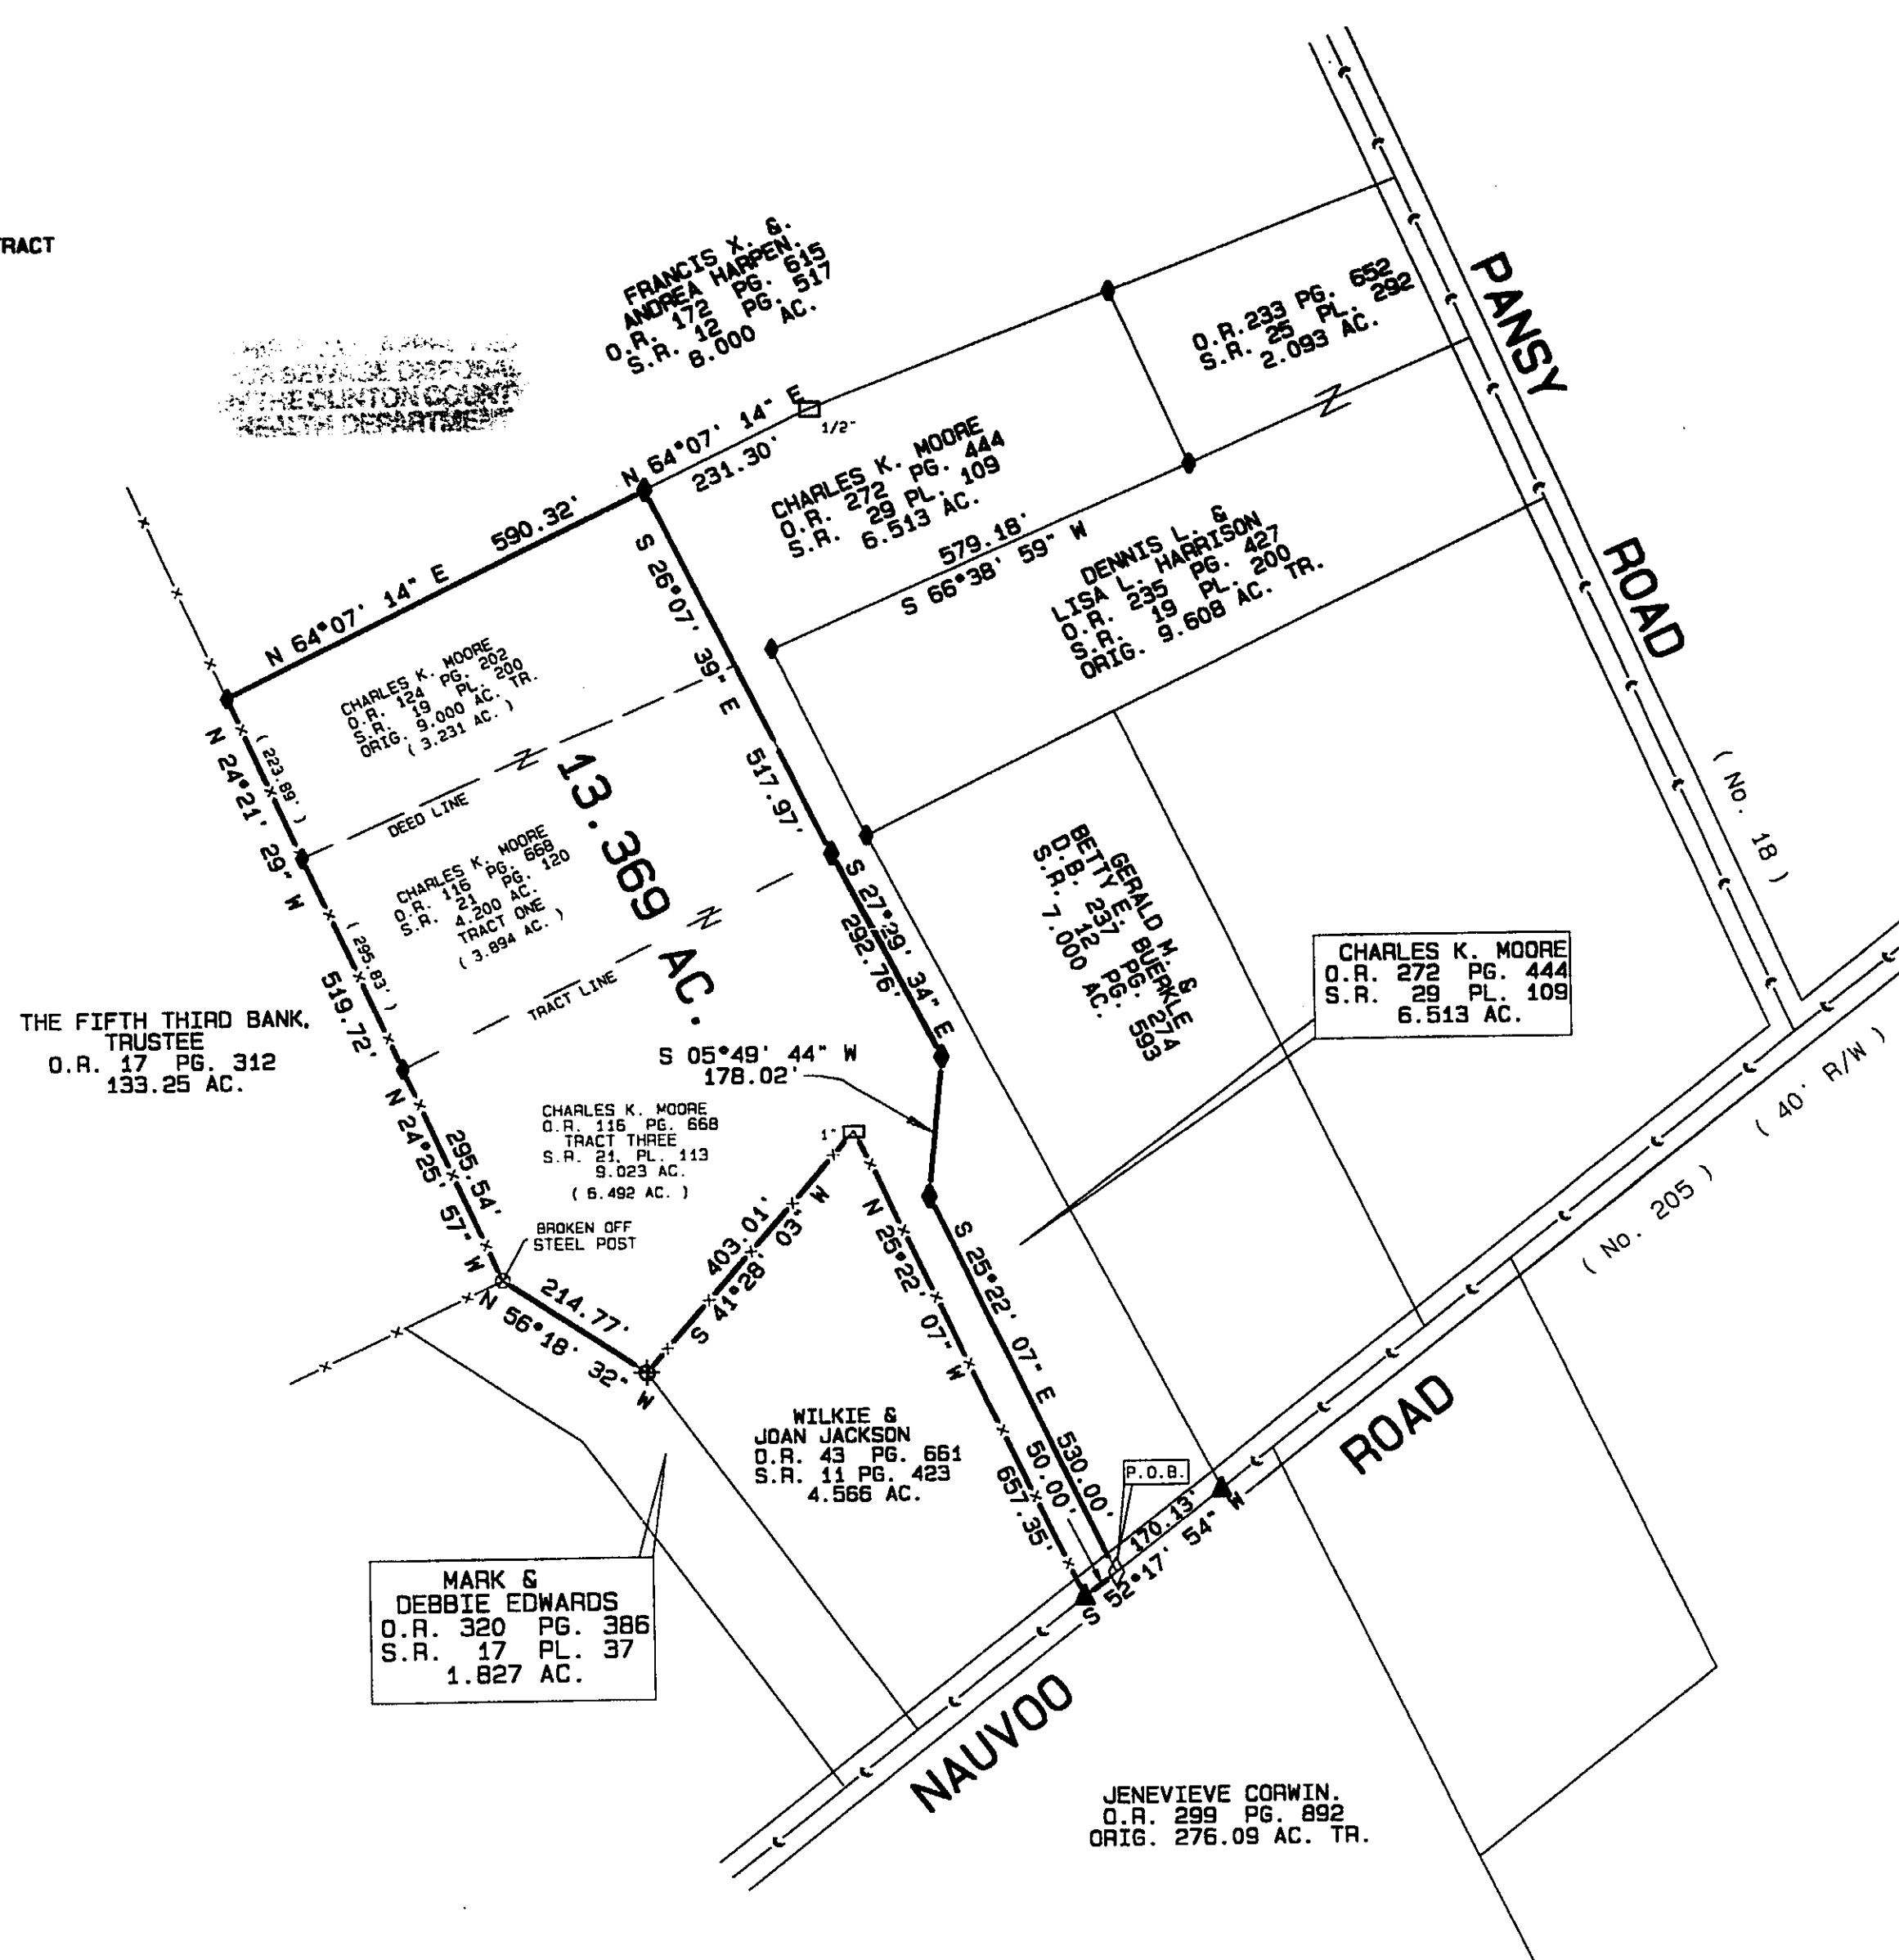 TRACT
FRANCIS X. &
ANDREA HARPEN.
O.R. 172 PG. 615
S.R. 12 PG. 517
8.000 AC.
THE CLINTON COUNTY
HEALTH DEPARTMENT
O.R.233 PG. 652
S.R. 25 PL. 292
2.093 AC.
PANSY
ROAD
( No. 18 )
N 64°07' 14" E
231.30'
1/2"
CHARLES K. MOORE
O.R. 272 PG. 444
S.R. 29 PL. 109
6.513 AC.
579.18'
S 66°38' 59" W
DENNIS L. &
LISA L. HARRISON
O.R. 235 PG. 427
S.R. 19 PL. 200
ORIG. 9.608 AC. TR.
590.32'
N 64°07' 14" E
S 26°07' 39" E
517.97'
CHARLES K. MOORE
O.R. 124 PG. 202
S.R. 19 PL. 200
ORIG. 9.000 AC. TR.
( 3.231 AC. )
N 24°21' 29" W
( 223.89' )
DEED LINE
13.369 AC.
CHARLES K. MOORE
O.R. 116 PG. 668
S.R. 21 PG. 120
4.200 AC.
TRACT ONE
( 3.894 AC. )
( 295.83' )
519.72'
TRACT LINE
S 27°29' 34" E
292.76'
GERALD M. &
BETTY E. BUERKLE
D.B. 237 PG. 274
S.R. 12 PG. 593
7.000 AC.
CHARLES K. MOORE
O.R. 272 PG. 444
S.R. 29 PL. 109
6.513 AC.
THE FIFTH THIRD BANK,
TRUSTEE
O.R. 17 PG. 312
133.25 AC.
S 05°49' 44" W
178.02'
CHARLES K. MOORE
O.R. 116 PG. 668
TRACT THREE
S.R. 21. PL. 113
9.023 AC.
( 6.492 AC. )
1"
N 24°25' 57" W
295.54'
BROKEN OFF
STEEL POST
214.77'
N 56°18' 32" W
403.01'
S 41°28' 03" W
N 25°22' 07" W
657.35'
S 25°22' 07" E
530.00'
50.00'
P.O.B.
170.13'
S 52°17' 54" W
( No. 205 )
( 40' R/W )
WILKIE &
JOAN JACKSON
O.R. 43 PG. 661
S.R. 11 PG. 423
4.566 AC.
MARK &
DEBBIE EDWARDS
O.R. 320 PG. 386
S.R. 17 PL. 37
1.827 AC.
NAUVOO
ROAD
JENEVIEVE CORWIN.
O.R. 299 PG. 892
ORIG. 276.09 AC. TR.